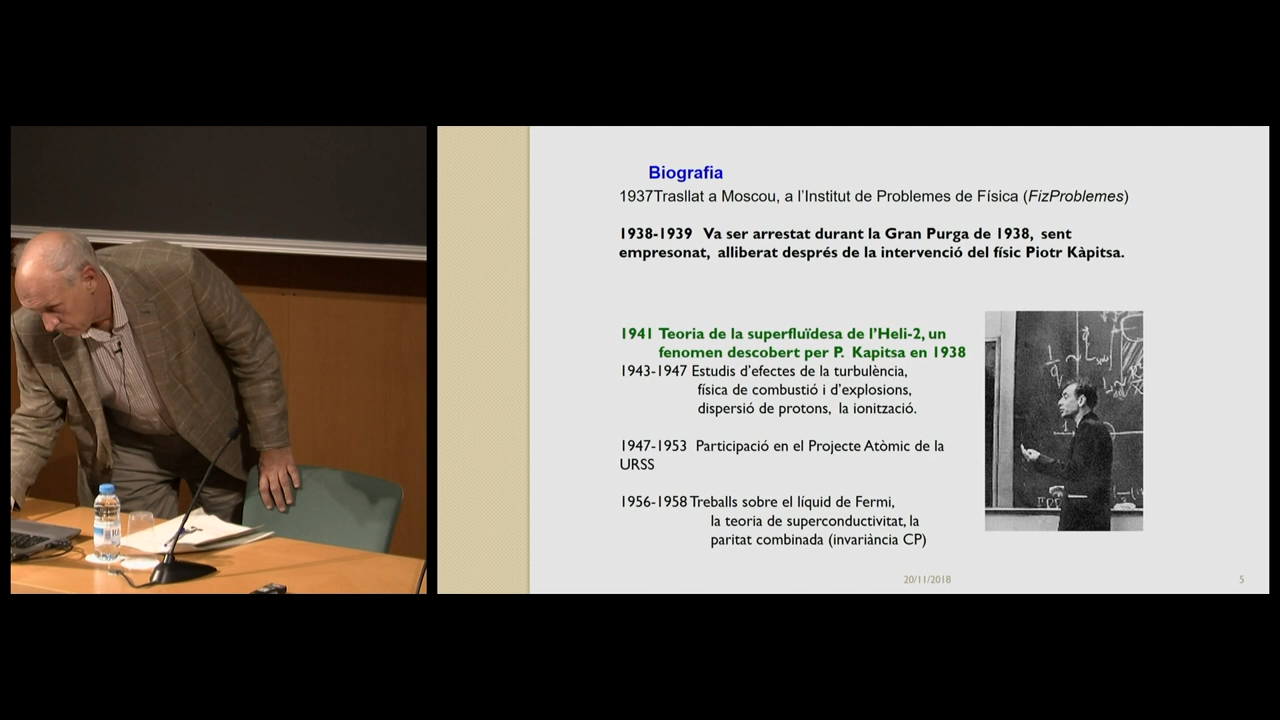 Biografia
1937Trasllat a Moscou, a l'Institut de Problemes de Física (FizProblemes)
1938-1939 Va ser arrestat durant la Gran Purga de 1938, sent
empresonat, alliberat després de la intervenció del físic Piotr Kàpitsa.
1941 Teoria de la superfluïdesa de l'Heli-2, un
fenomen descobert per P. Kapitsa en 1938
1943-1947 Estudis d'efectes de la turbulència,
física de combustió i d'explosions,
dispersió de protons, la ionització.
1947-1953 Participació en el Projecte Atòmic de la
URSS
1956-1958 Treballs sobre el líquid de Fermi,
la teoria de superconductivitat, la
paritat combinada (invariància CP)
20/11/2018
5